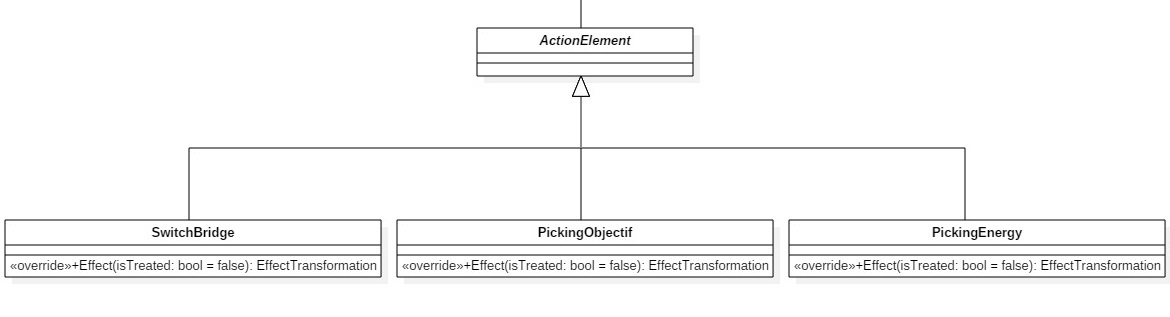 ActionElement
SwitchBridge
«override»+Effect(isTreated: bool = false): EffectTransformation
PickingObjectif
«override»+Effect(isTreated: bool = false): EffectTransformation
PickingEnergy
«override»+Effect(isTreated: bool = false): EffectTransformation